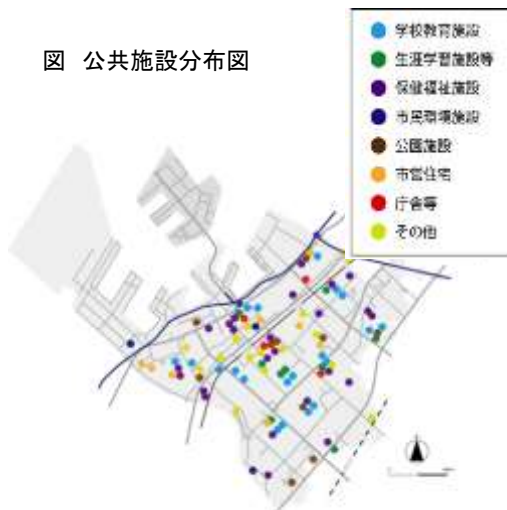 図 公共施設分布図
学校教育施設
生涯学習施設等
保健福祉施設
市民環境施設
公園施設
市営住宅
庁舎等
その他